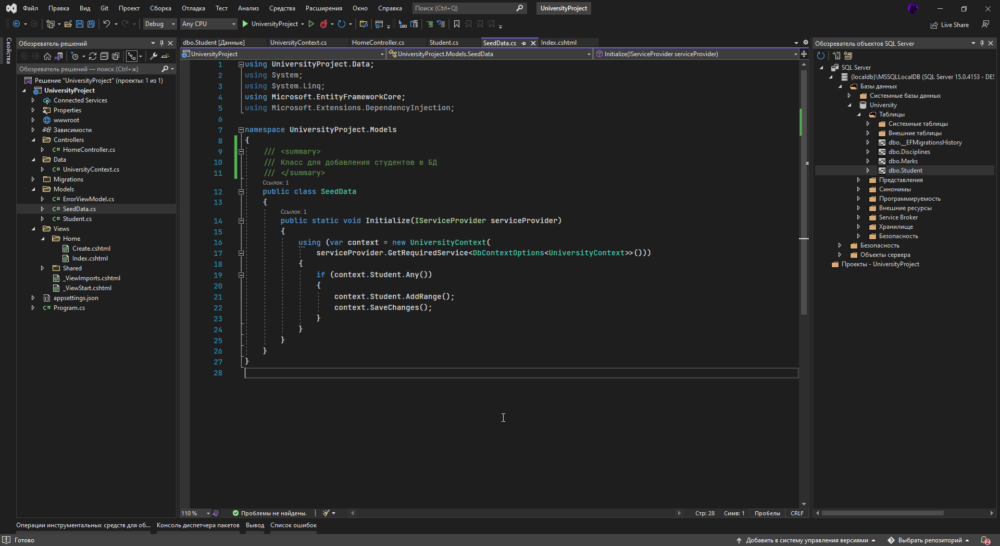 Файл Правка Вид Git Проект Сборка Отладка Тест Анализ Средства Расширения Окно Справка Поиск (Ctrl+Q) UniversityProject
Debug Any CPU UniversityProject Live Share
Свойства
Обозреватель решений
Обозреватель решений — поиск (Ctrl+ж)
Решение "UniversityProject" (проекты: 1 из 1)
UniversityProject
Connected Services
Properties
wwwroot
Зависимости
Controllers
C# HomeController.cs
Data
C# UniversityContext.cs
Migrations
Models
C# ErrorViewModel.cs
C# SeedData.cs
C# Student.cs
Views
Home
Create.cshtml
Index.cshtml
Shared
_ViewImports.cshtml
_ViewStart.cshtml
appsettings.json
C# Program.cs
dbo.Student [Данные] UniversityContext.cs HomeController.cs Student.cs SeedData.cs Index.cshtml
UniversityProject UniversityProject.Models.SeedData Initialize(IServiceProvider serviceProvider)
1 using UniversityProject.Data;
2 using System;
3 using System.Linq;
4 using Microsoft.EntityFrameworkCore;
5 using Microsoft.Extensions.DependencyInjection;
6
7 namespace UniversityProject.Models
8 {
9 /// <summary>
10 /// Класс для добавления студентов в БД
11 /// </summary>
Ссылок: 1
12 public class SeedData
13 {
Ссылок: 1
14 public static void Initialize(IServiceProvider serviceProvider)
15 {
16 using (var context = new UniversityContext(
17 serviceProvider.GetRequiredService<DbContextOptions<UniversityContext>>()))
18 {
19 if (context.Student.Any())
20 {
21 context.Student.AddRange();
22 context.SaveChanges();
23 }
24 }
25 }
26 }
27 }
28
110 % Проблемы не найдены. Стр: 28 Симв: 1 Пробелы CRLF
Обозреватель объектов SQL Server
SQL Server
(localdb)\MSSQLLocalDB (SQL Server 15.0.4153 - DES
Базы данных
Системные базы данных
University
Таблицы
Системные таблицы
Внешние таблицы
dbo.__EFMigrationsHistory
dbo.Disciplines
dbo.Marks
dbo.Student
Представления
Синонимы
Программируемость
Внешние ресурсы
Service Broker
Хранилище
Безопасность
Безопасность
Объекты сервера
Проекты - UniversityProject
Операции инструментальных средств для об... Консоль диспетчера пакетов Вывод Список ошибок
Готово Добавить в систему управления версиями Выбрать репозиторий 2